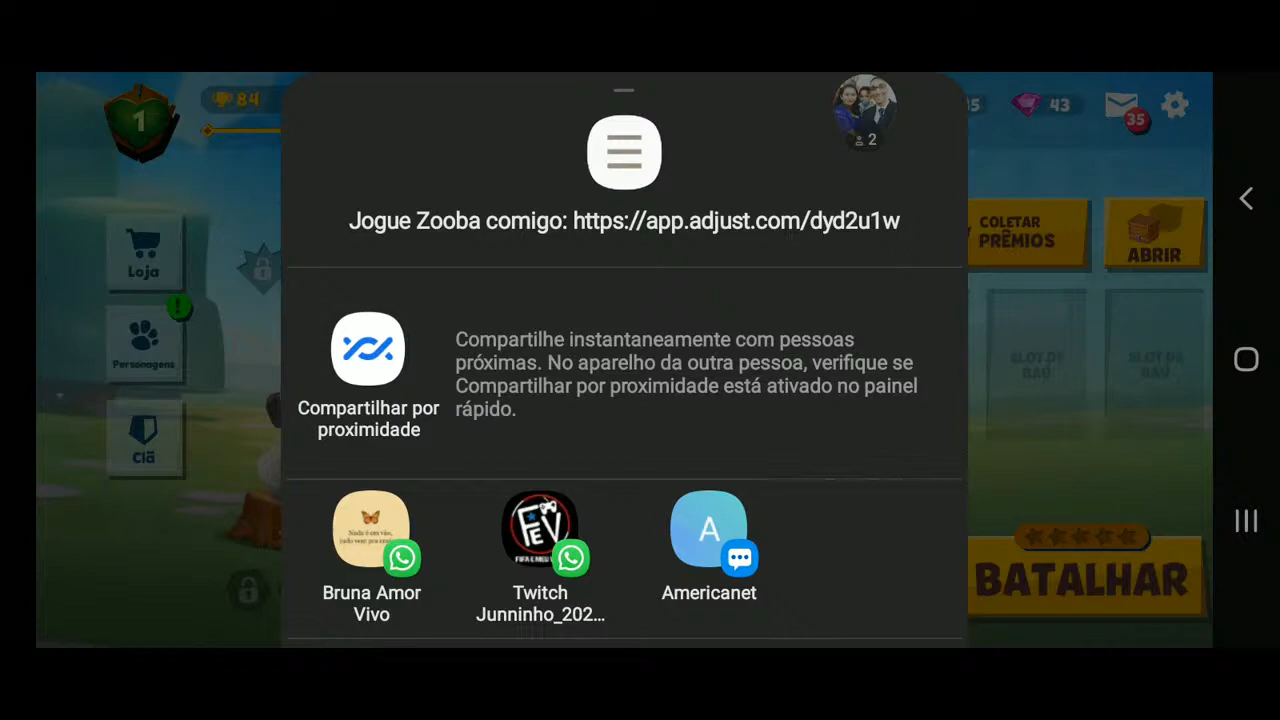 1
84
2
5
43
35
Jogue Zooba comigo: https://app.adjust.com/dyd2u1w
Loja
Personagens
Clã
COLETAR
PRÊMIOS
ABRIR
Compartilhar por
proximidade
Compartilhe instantaneamente com pessoas
próximas. No aparelho da outra pessoa, verifique se
Compartilhar por proximidade está ativado no painel
rápido.
SLOT DE
BAÚ
SLOT DE
BAÚ
A
FEV
Bruna Amor
Vivo
Twitch
Junninho_202...
Americanet
BATALHAR